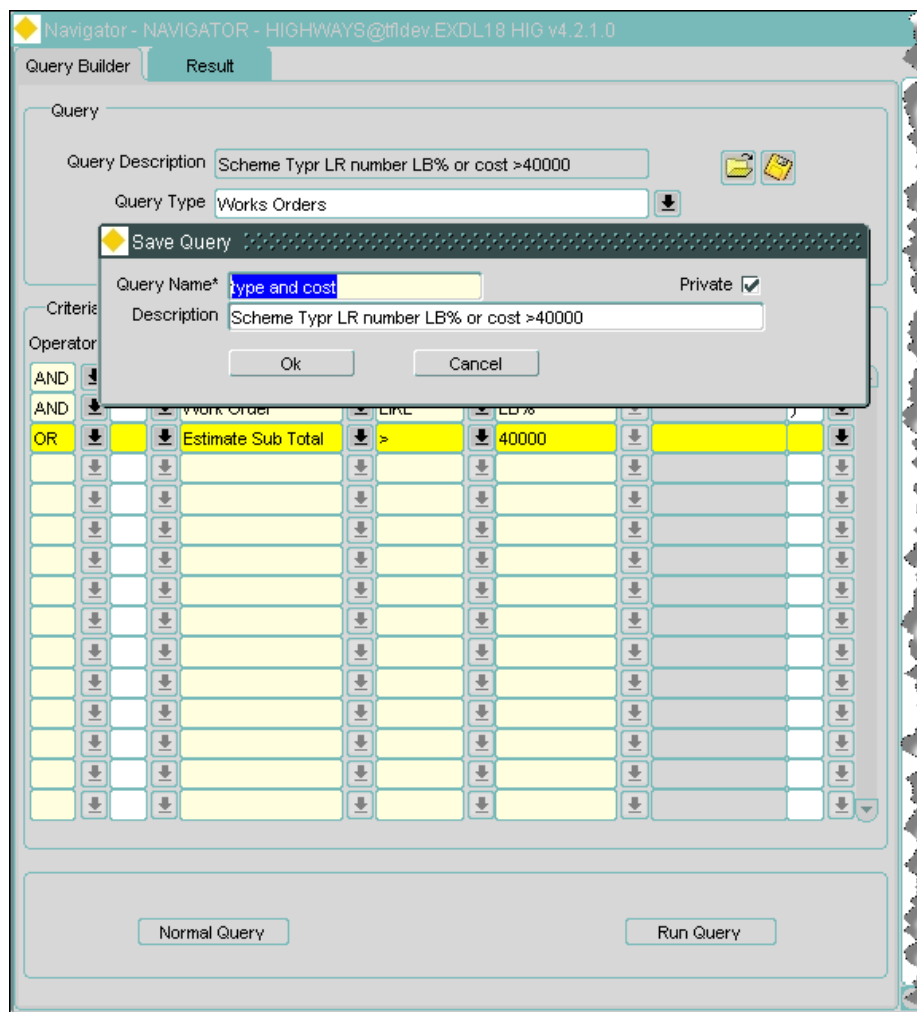 Navigator - NAVIGATOR - HIGHWAYS@tfldev.EXDL18 HIG v4.2.1.0
Query Builder Result
Query
Query Description Scheme Typr LR number LB% or cost >40000
Query Type Works Orders
Save Query
Query Name* type and cost Private
Description Scheme Typr LR number LB% or cost >40000
Ok Cancel
Criteria
Operator
AND
AND Work Order LIKE LB% )
OR Estimate Sub Total > 40000
Normal Query Run Query